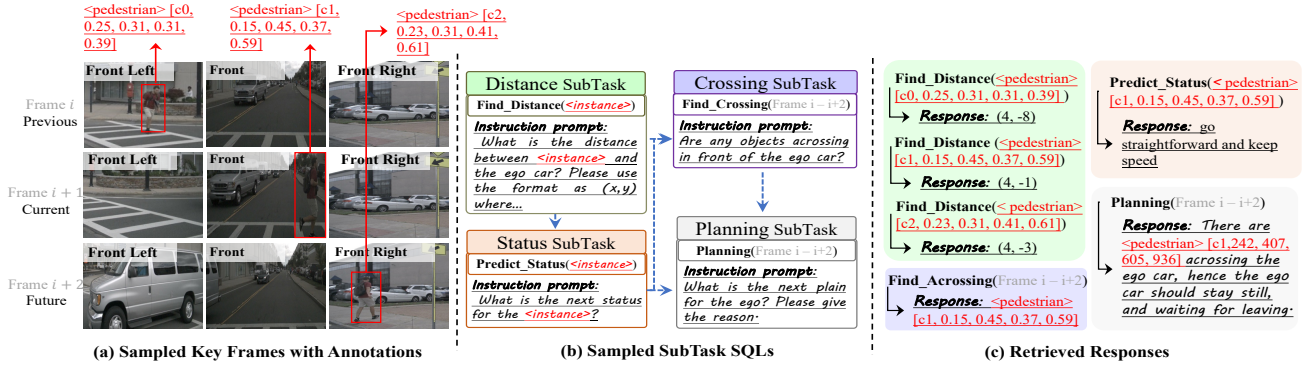 <pedestrian> [c0,
0.25, 0.31, 0.31,
0.39]
<pedestrian> [c1,
0.15, 0.45, 0.37,
0.59]
<pedestrian> [c2,
0.23, 0.31, 0.41,
0.61]
Frame i
Previous
Front Left
Front
Front Right
Frame i + 1
Current
Front Left
Front
Front Right
Frame i + 2
Future
Front Left
Front
Front Right
(a) Sampled Key Frames with Annotations
Distance SubTask
Find_Distance(<instance>)
Instruction prompt:
What is the distance
between <instance> and
the ego car? Please use
the format as (x,y)
where...
Status SubTask
Predict_Status(<instance>)
Instruction prompt:
What is the next status
for the <instance>?
Crossing SubTask
Find_Crossing(Frame i – i+2)
Instruction prompt:
Are any objects acrossing
in front of the ego car?
Planning SubTask
Planning(Frame i – i+2)
Instruction prompt:
What is the next plain
for the ego? Please give
the reason.
(b) Sampled SubTask SQLs
Find_Distance(<pedestrian>
[c0, 0.25, 0.31, 0.31, 0.39])
Response: (4, -8)
Find_Distance (<pedestrian>
[c1, 0.15, 0.45, 0.37, 0.59])
Response: (4, -1)
Find_Distance(< pedestrian>
[c2, 0.23, 0.31, 0.41, 0.61])
Response: (4, -3)
Find_Acrossing(Frame i – i+2)
Response: <pedestrian>
[c1, 0.15, 0.45, 0.37, 0.59]
Predict_Status(< pedestrian>
[c1, 0.15, 0.45, 0.37, 0.59])
Response: go
straightforward and keep
speed
Planning(Frame i – i+2)
Response: There are
<pedestrian> [c1,242, 407,
605, 936] acrossing the
ego car, hence the ego
car should stay still,
and waiting for leaving.
(c) Retrieved Responses